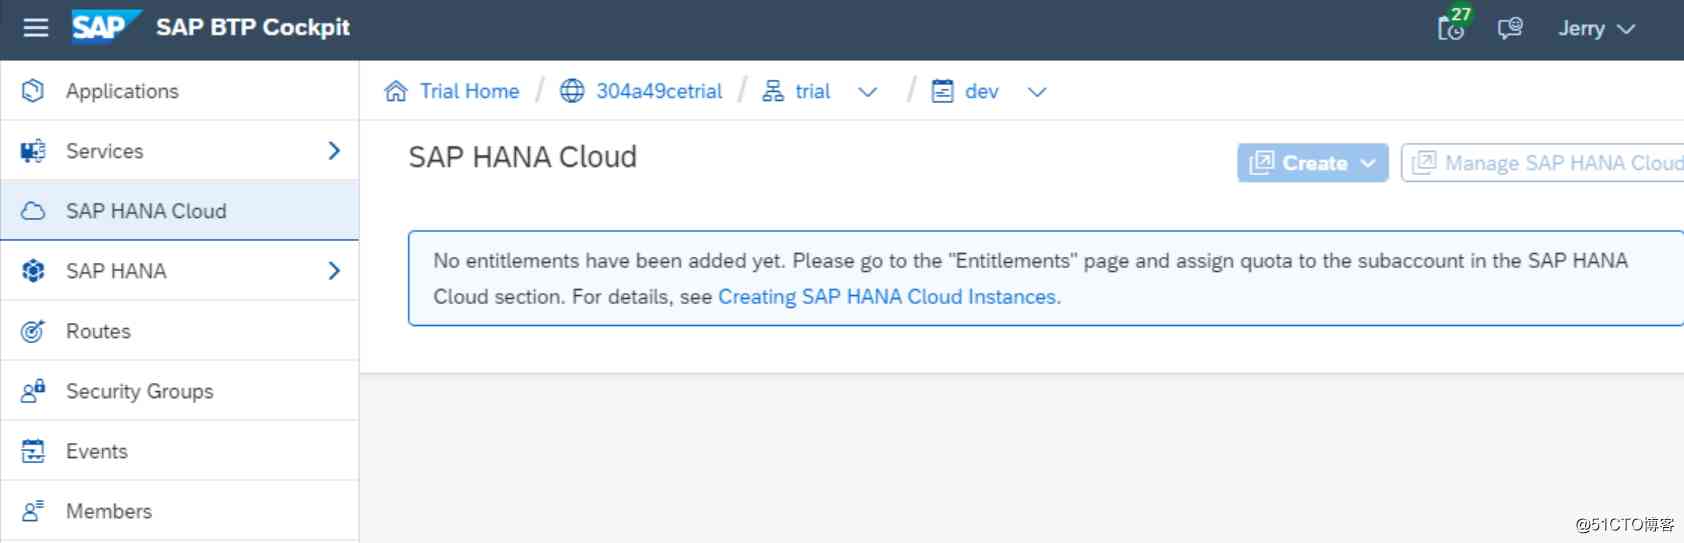 SAP SAP BTP Cockpit 27 Jerry
Applications
Services
SAP HANA Cloud
SAP HANA
Routes
Security Groups
Events
Members
Trial Home / 304a49cetrial / trial / dev
SAP HANA Cloud
Create
Manage SAP HANA Cloud
No entitlements have been added yet. Please go to the "Entitlements" page and assign quota to the subaccount in the SAP HANA
Cloud section. For details, see Creating SAP HANA Cloud Instances.
@51CTO博客